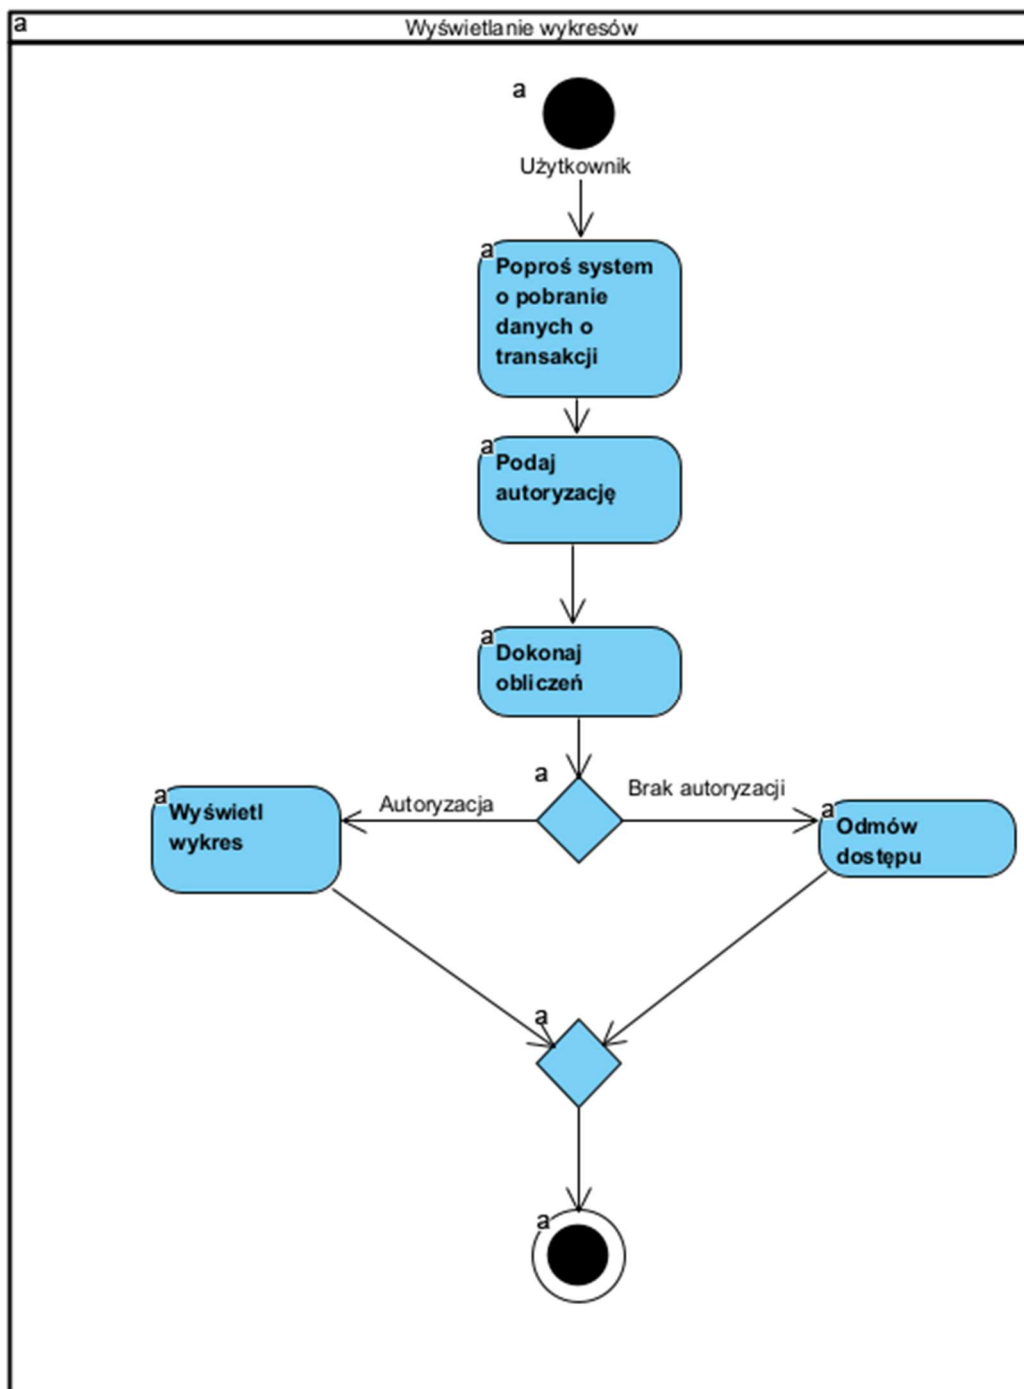 a
Wyświetlanie wykresów
a
Użytkownik
a
Poproś system
o pobranie
danych o
transakcji
a
Podaj
autoryzację
a
Dokonaj
obliczeń
a
Autoryzacja
Brak autoryzacji
a
Wyświetl
wykres
a
Odmów
dostępu
a
a